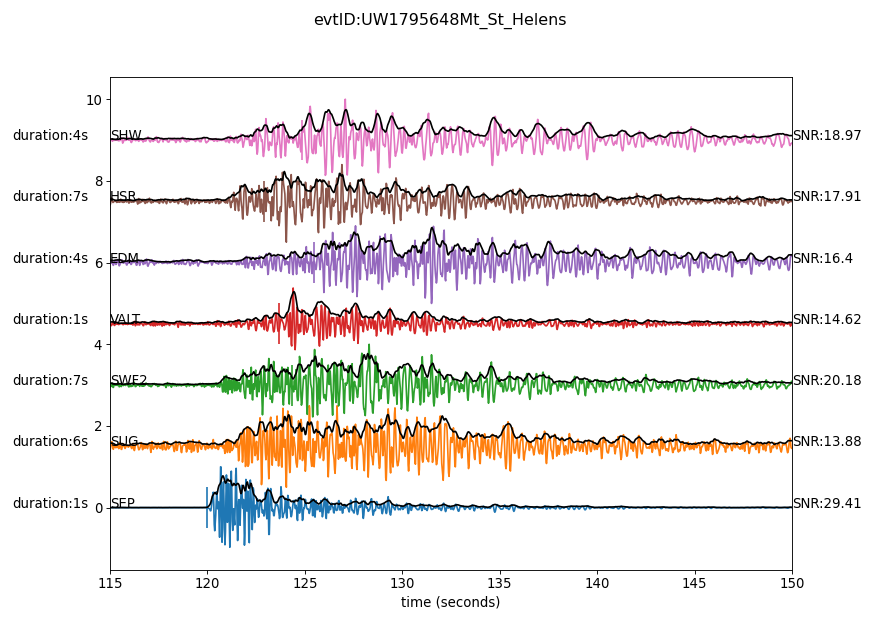 evtID:UW1795648Mt_St_Helens
10
duration:4s SHW SNR:18.97
8
duration:7s HSR SNR:17.91
duration:4s EDM SNR:16.4
6
duration:1s VALT SNR:14.62
4
duration:7s SWF2 SNR:20.18
2
duration:6s SUG SNR:13.88
duration:1s SEP SNR:29.41
0
115 120 125 130 135 140 145 150
time (seconds)